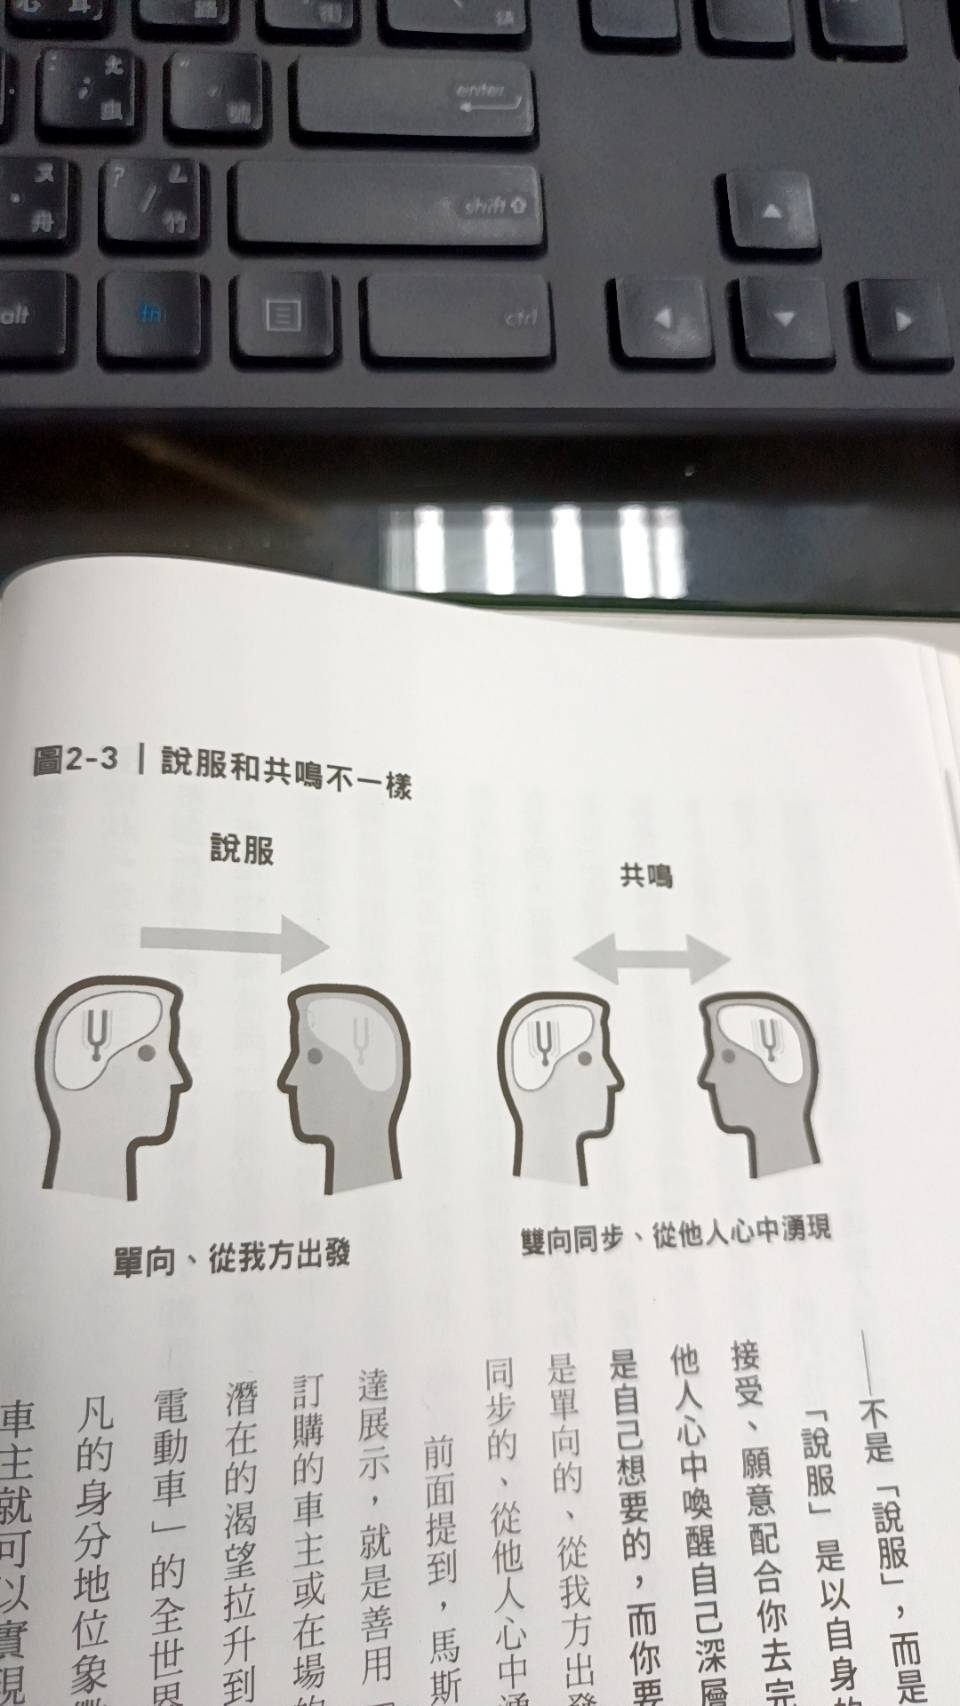 enter
shift
alt
fn
ctrl
圖2-3｜說服和共鳴不一樣
說服
共鳴
單向、從我方出發
雙向同步、從他人心中湧現
——不是「說服」，而是
「說服」是以自身的
接受、願意配合你去完
他人心中喚醒自己深層
是自己想要的，而你要
是單向的、從我方出發
同步的、從他人心中湧
前面提到，馬斯
達展示，就是善用「
訂購的車主或在場的
潛在的渴望拉升到
電動車」的全世界
凡的身分地位象徵
車主就可以實現